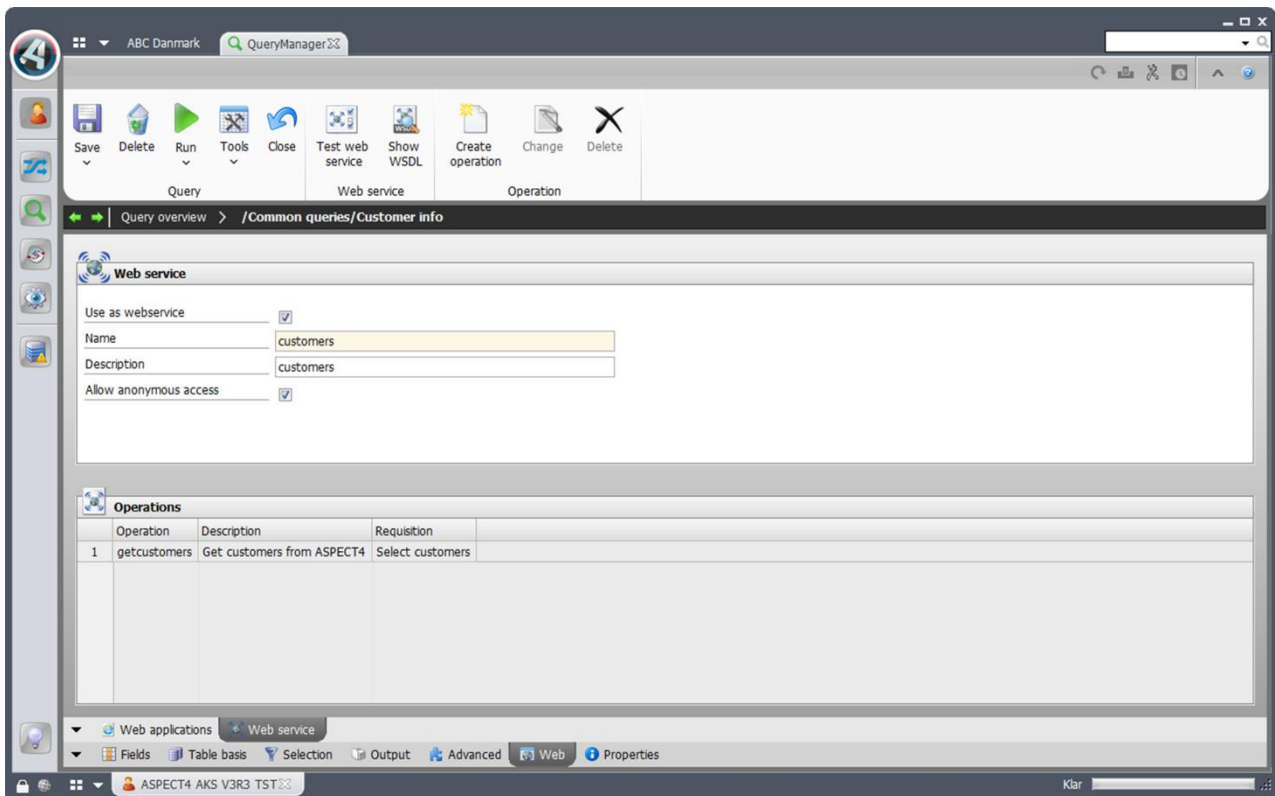 ABC Danmark QueryManager
Save Delete Run Tools Close Test web service Show WSDL Create operation Change Delete
Query Web service Operation
Query overview > /Common queries/Customer info
Web service
Use as webservice
Name customers
Description customers
Allow anonymous access
Operations
Operation Description Requisition
1 getcustomers Get customers from ASPECT4 Select customers
Web applications Web service
Fields Table basis Selection Output Advanced Web Properties
ASPECT4 AKS V3R3 TST Klar